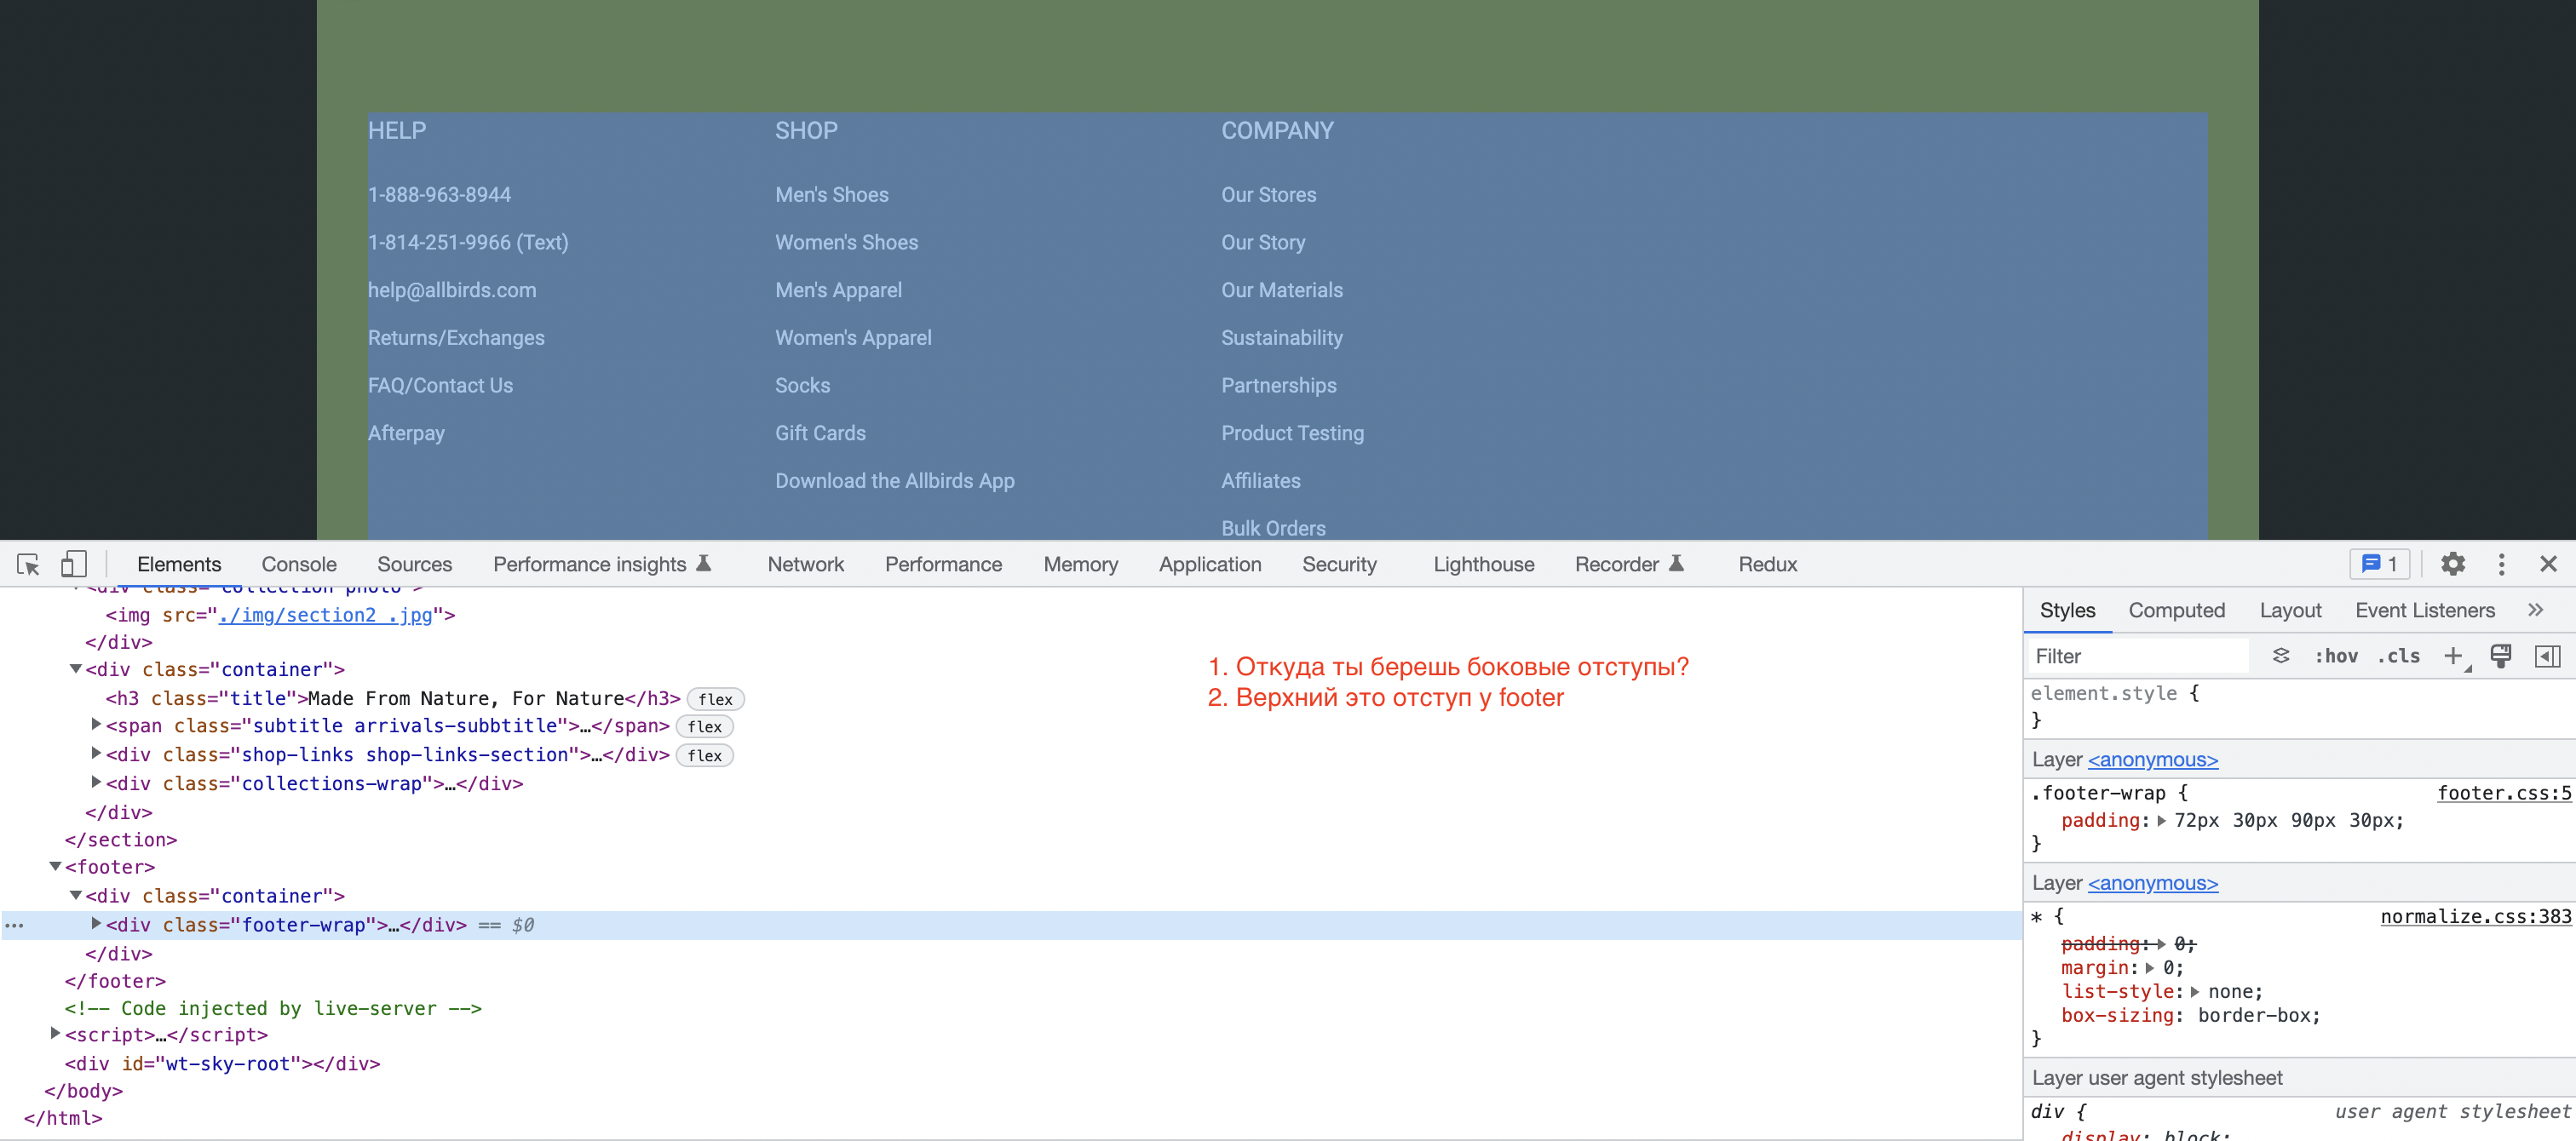 HELP SHOP COMPANY
1-888-963-8944 Men's Shoes Our Stores
1-814-251-9966 (Text) Women's Shoes Our Story
help@allbirds.com Men's Apparel Our Materials
Returns/Exchanges Women's Apparel Sustainability
FAQ/Contact Us Socks Partnerships
Afterpay Gift Cards Product Testing
Download the Allbirds App Affiliates
Bulk Orders
Elements Console Sources Performance insights Network Performance Memory Application Security Lighthouse Recorder Redux 1
<div class="collection photo">
<img src="./img/section2 .jpg">
</div>
<div class="container">
<h3 class="title">Made From Nature, For Nature</h3> flex
<span class="subtitle arrivals-subbtitle">…</span> flex
<div class="shop-links shop-links-section">…</div> flex
<div class="collections-wrap">…</div>
</div>
</section>
<footer>
<div class="container">
<div class="footer-wrap">…</div> == $0
</div>
</footer>
<!-- Code injected by live-server -->
<script>…</script>
<div id="wt-sky-root"></div>
</body>
</html>
1. Откуда ты берешь боковые отступы?
2. Верхний это отступ у footer
Styles Computed Layout Event Listeners
Filter :hov .cls
element.style {
}
Layer <anonymous>
.footer-wrap { footer.css:5
padding: 72px 30px 90px 30px;
}
Layer <anonymous>
* { normalize.css:383
padding: 0;
margin: 0;
list-style: none;
box-sizing: border-box;
}
Layer user agent stylesheet
div { user agent stylesheet
display: block;